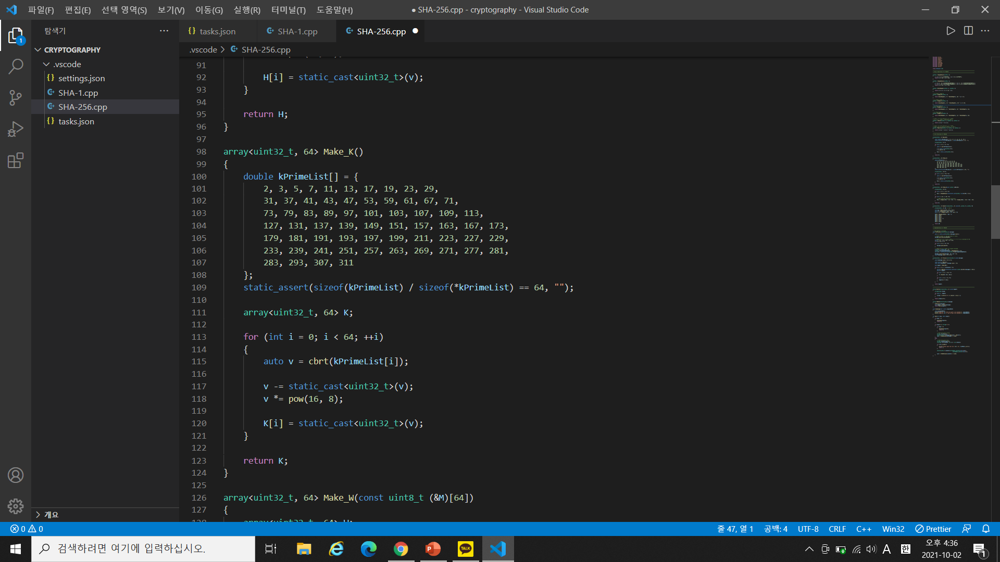 파일(F) 편집(E) 선택 영역(S) 보기(V) 이동(G) 실행(R) 터미널(T) 도움말(H) ● SHA-256.cpp - cryptography - Visual Studio Code
탐색기
tasks.json
SHA-1.cpp
SHA-256.cpp
1
CRYPTOGRAPHY
.vscode
settings.json
SHA-1.cpp
SHA-256.cpp
tasks.json
개요
.vscode > SHA-256.cpp
91
92 H[i] = static_cast<uint32_t>(v);
93 }
94
95 return H;
96 }
97
98 array<uint32_t, 64> Make_K()
99 {
100 double kPrimeList[] = {
101 2, 3, 5, 7, 11, 13, 17, 19, 23, 29,
102 31, 37, 41, 43, 47, 53, 59, 61, 67, 71,
103 73, 79, 83, 89, 97, 101, 103, 107, 109, 113,
104 127, 131, 137, 139, 149, 151, 157, 163, 167, 173,
105 179, 181, 191, 193, 197, 199, 211, 223, 227, 229,
106 233, 239, 241, 251, 257, 263, 269, 271, 277, 281,
107 283, 293, 307, 311
108 };
109 static_assert(sizeof(kPrimeList) / sizeof(*kPrimeList) == 64, "");
110
111 array<uint32_t, 64> K;
112
113 for (int i = 0; i < 64; ++i)
114 {
115 auto v = cbrt(kPrimeList[i]);
116
117 v -= static_cast<uint32_t>(v);
118 v *= pow(16, 8);
119
120 K[i] = static_cast<uint32_t>(v);
121 }
122
123 return K;
124 }
125
126 array<uint32_t, 64> Make_W(const uint8_t (&M)[64])
127 {
0 0 줄 47, 열 1 공백: 4 UTF-8 CRLF C++ Win32 Prettier
검색하려면 여기에 입력하십시오.
TALK
A 한
오후 4:36
2021-10-02
1